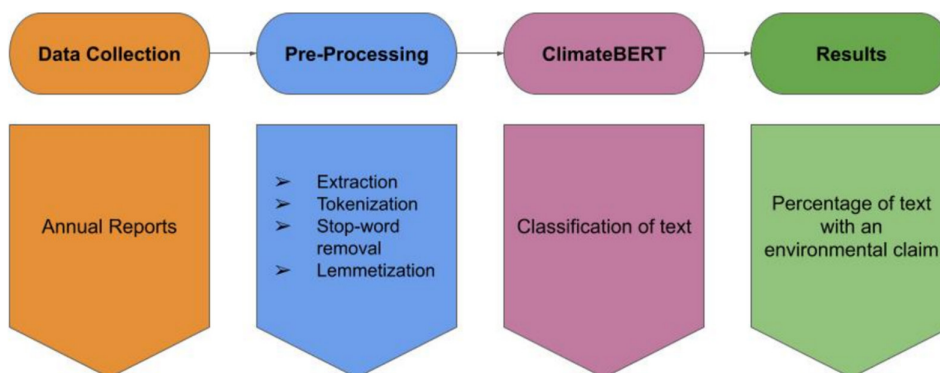 Data Collection
Pre-Processing
ClimateBERT
Results
Annual Reports
➢ Extraction
➢ Tokenization
➢ Stop-word
removal
➢ Lemmetization
Classification of text
Percentage of text
with an
environmental claim